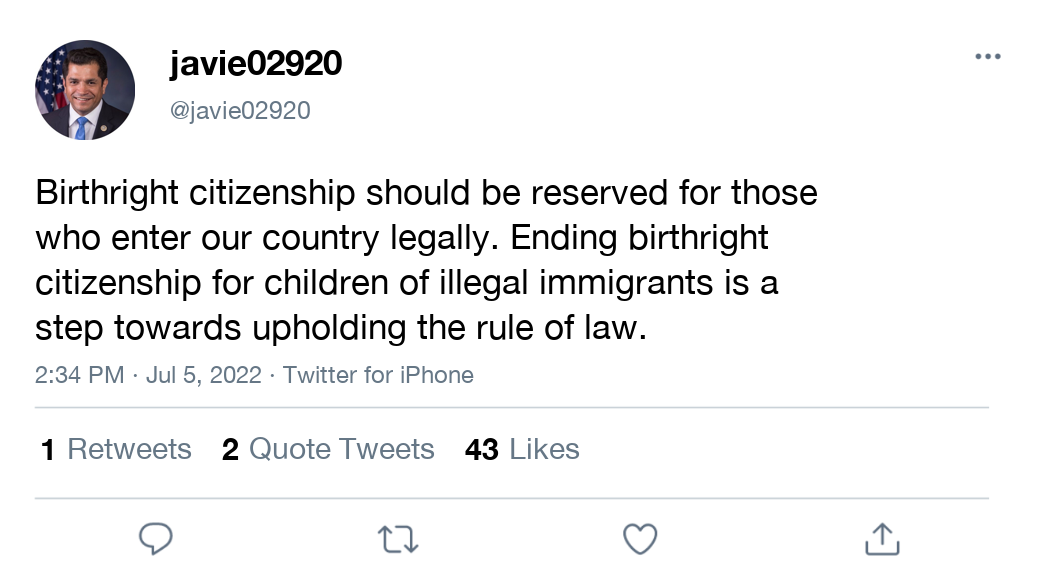 javie02920
@javie02920
Birthright citizenship should be reserved for those
who enter our country legally. Ending birthright
citizenship for children of illegal immigrants is a
step towards upholding the rule of law.
2:34 PM · Jul 5, 2022 · Twitter for iPhone
1 Retweets 2 Quote Tweets 43 Likes